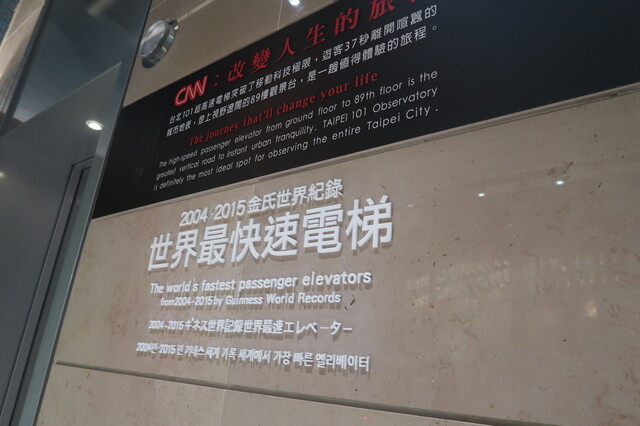 CNN：改變人生的旅
台北101超高速電梯突破了移動科技極限，遊客37秒離開喧囂的
城市地表，登上視野遼闊的89樓觀景台，是一趟值得體驗的旅程。
The journey that'll change your life
The high-speed passenger elevator from ground floor to 89th floor is the
greatest vertical road to instant urban tranquility. TAIPEI 101 Observatory
is definitely the most ideal spot for observing the entire Taipei City.
2004-2015金氏世界紀錄
世界最快速電梯
The world's fastest passenger elevators
from 2004-2015 by Guinness World Records
2004-2015ギネス世界記録世界最速エレベーター
2004년-2015년 기네스 세계 기록 세계에서 가장 빠른 엘리베이터